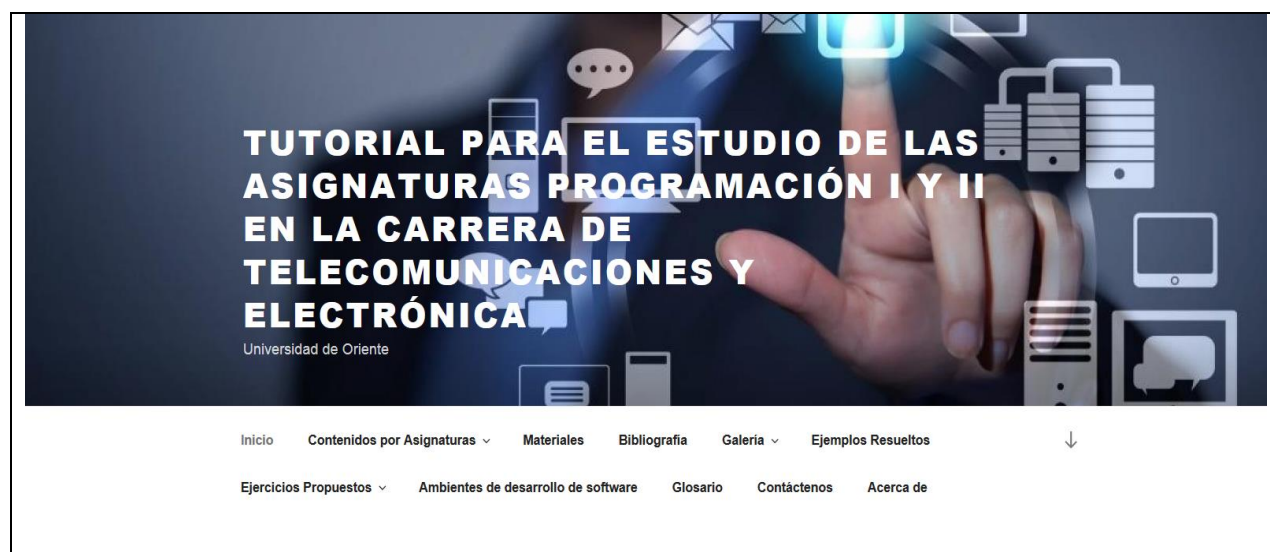 TUTORIAL PARA EL ESTUDIO DE LAS
ASIGNATURAS PROGRAMACIÓN I Y II
EN LA CARRERA DE
TELECOMUNICACIONES Y
ELECTRÓNICA
Universidad de Oriente
Inicio Contenidos por Asignaturas Materiales Bibliografia Galeria Ejemplos Resueltos
Ejercicios Propuestos Ambientes de desarrollo de software Glosario Contáctenos Acerca de